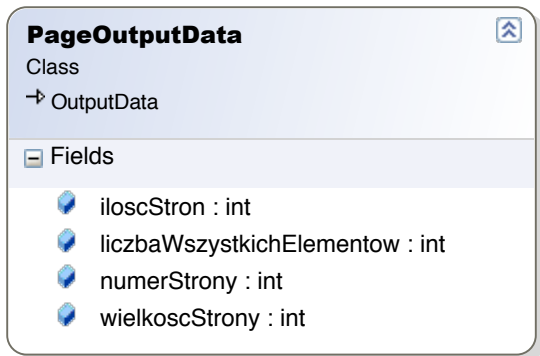 PageOutputData
Class
OutputData
Fields
iloscStron : int
liczbaWszystkichElementow : int
numerStrony : int
wielkoscStrony : int